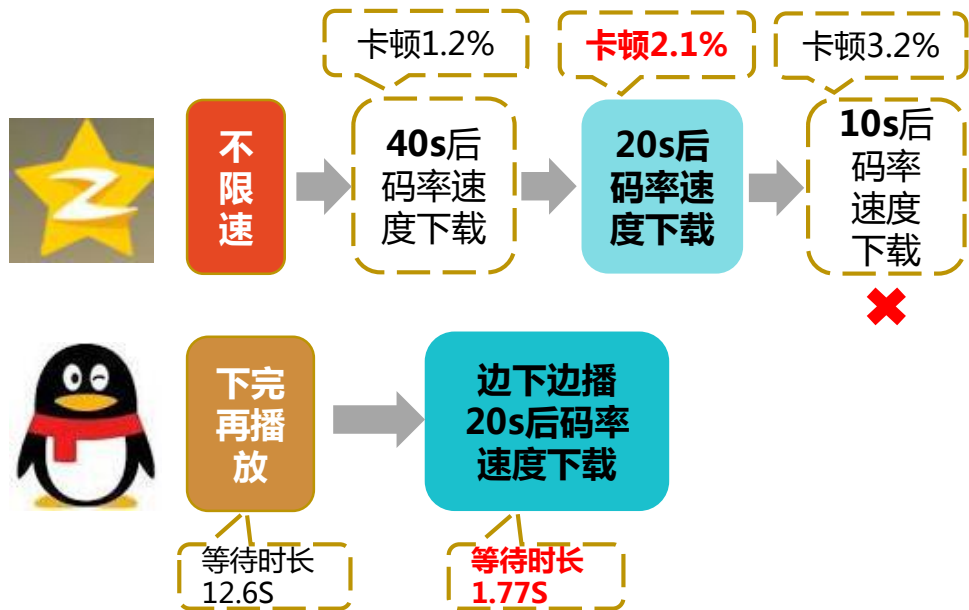 卡顿1.2%
卡顿2.1%
卡顿3.2%
不
限
速
40s后
码率速
度下载
20s后
码率速
度下载
10s后
码率
速度
下载
下完
再播
放
边下边播
20s后码率
速度下载
等待时长
12.6S
等待时长
1.77S